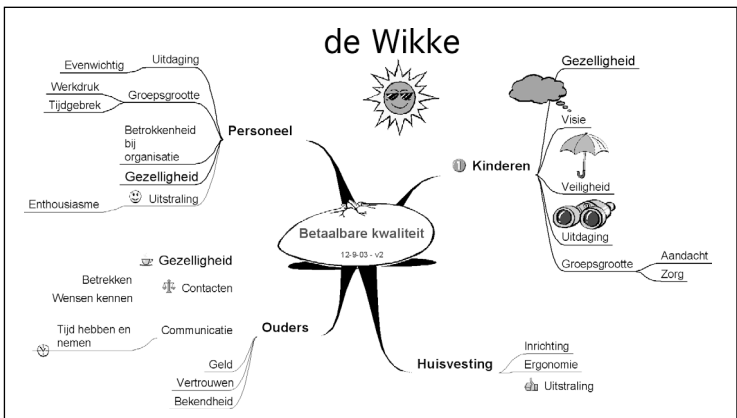 de Wikke
Betaalbare kwaliteit
12-9-03 - v2
Personeel
Uitdaging
Evenwichtig
Groepsgrootte
Werkdruk
Tijdgebrek
Betrokkenheid
bij
organisatie
Gezelligheid
Uitstraling
Enthousiasme
1 Kinderen
Gezelligheid
Visie
Veiligheid
Uitdaging
Groepsgrootte
Aandacht
Zorg
Ouders
Gezelligheid
Contacten
Betrekken
Wensen kennen
Communicatie
Tijd hebben en
nemen
Geld
Vertrouwen
Bekendheid
Huisvesting
Inrichting
Ergonomie
Uitstraling